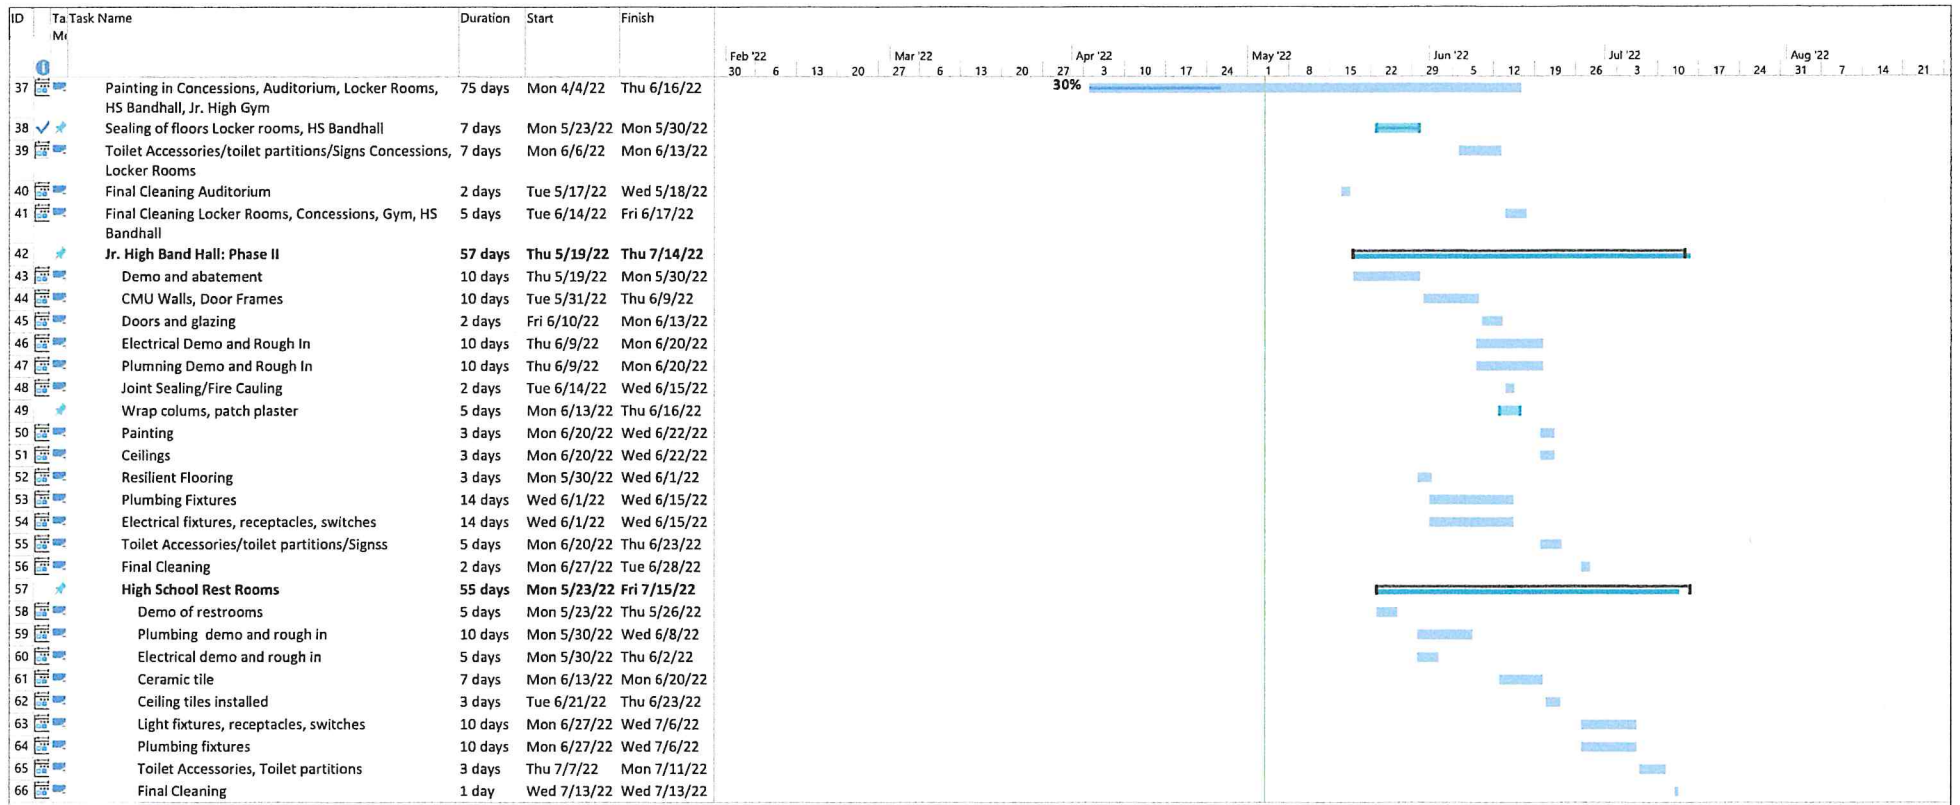 ID Ta Task Name Duration Start Finish
Mo
Feb '22 Mar '22 Apr '22 May '22 Jun '22 Jul '22 Aug '22
30 6 13 20 27 6 13 20 27 3 10 17 24 1 8 15 22 29 5 12 19 26 3 10 17 24 31 7 14 21
37 Painting in Concessions, Auditorium, Locker Rooms, 75 days Mon 4/4/22 Thu 6/16/22 30%
HS Bandhall, Jr. High Gym
38 Sealing of floors Locker rooms, HS Bandhall 7 days Mon 5/23/22 Mon 5/30/22
39 Toilet Accessories/toilet partitions/Signs Concessions, 7 days Mon 6/6/22 Mon 6/13/22
Locker Rooms
40 Final Cleaning Auditorium 2 days Tue 5/17/22 Wed 5/18/22
41 Final Cleaning Locker Rooms, Concessions, Gym, HS 5 days Tue 6/14/22 Fri 6/17/22
Bandhall
42 Jr. High Band Hall: Phase II 57 days Thu 5/19/22 Thu 7/14/22
43 Demo and abatement 10 days Thu 5/19/22 Mon 5/30/22
44 CMU Walls, Door Frames 10 days Tue 5/31/22 Thu 6/9/22
45 Doors and glazing 2 days Fri 6/10/22 Mon 6/13/22
46 Electrical Demo and Rough In 10 days Thu 6/9/22 Mon 6/20/22
47 Plumning Demo and Rough In 10 days Thu 6/9/22 Mon 6/20/22
48 Joint Sealing/Fire Cauling 2 days Tue 6/14/22 Wed 6/15/22
49 Wrap colums, patch plaster 5 days Mon 6/13/22 Thu 6/16/22
50 Painting 3 days Mon 6/20/22 Wed 6/22/22
51 Ceilings 3 days Mon 6/20/22 Wed 6/22/22
52 Resilient Flooring 3 days Mon 5/30/22 Wed 6/1/22
53 Plumbing Fixtures 14 days Wed 6/1/22 Wed 6/15/22
54 Electrical fixtures, receptacles, switches 14 days Wed 6/1/22 Wed 6/15/22
55 Toilet Accessories/toilet partitions/Signss 5 days Mon 6/20/22 Thu 6/23/22
56 Final Cleaning 2 days Mon 6/27/22 Tue 6/28/22
57 High School Rest Rooms 55 days Mon 5/23/22 Fri 7/15/22
58 Demo of restrooms 5 days Mon 5/23/22 Thu 5/26/22
59 Plumbing demo and rough in 10 days Mon 5/30/22 Wed 6/8/22
60 Electrical demo and rough in 5 days Mon 5/30/22 Thu 6/2/22
61 Ceramic tile 7 days Mon 6/13/22 Mon 6/20/22
62 Ceiling tiles installed 3 days Tue 6/21/22 Thu 6/23/22
63 Light fixtures, receptacles, switches 10 days Mon 6/27/22 Wed 7/6/22
64 Plumbing fixtures 10 days Mon 6/27/22 Wed 7/6/22
65 Toilet Accessories, Toilet partitions 3 days Thu 7/7/22 Mon 7/11/22
66 Final Cleaning 1 day Wed 7/13/22 Wed 7/13/22